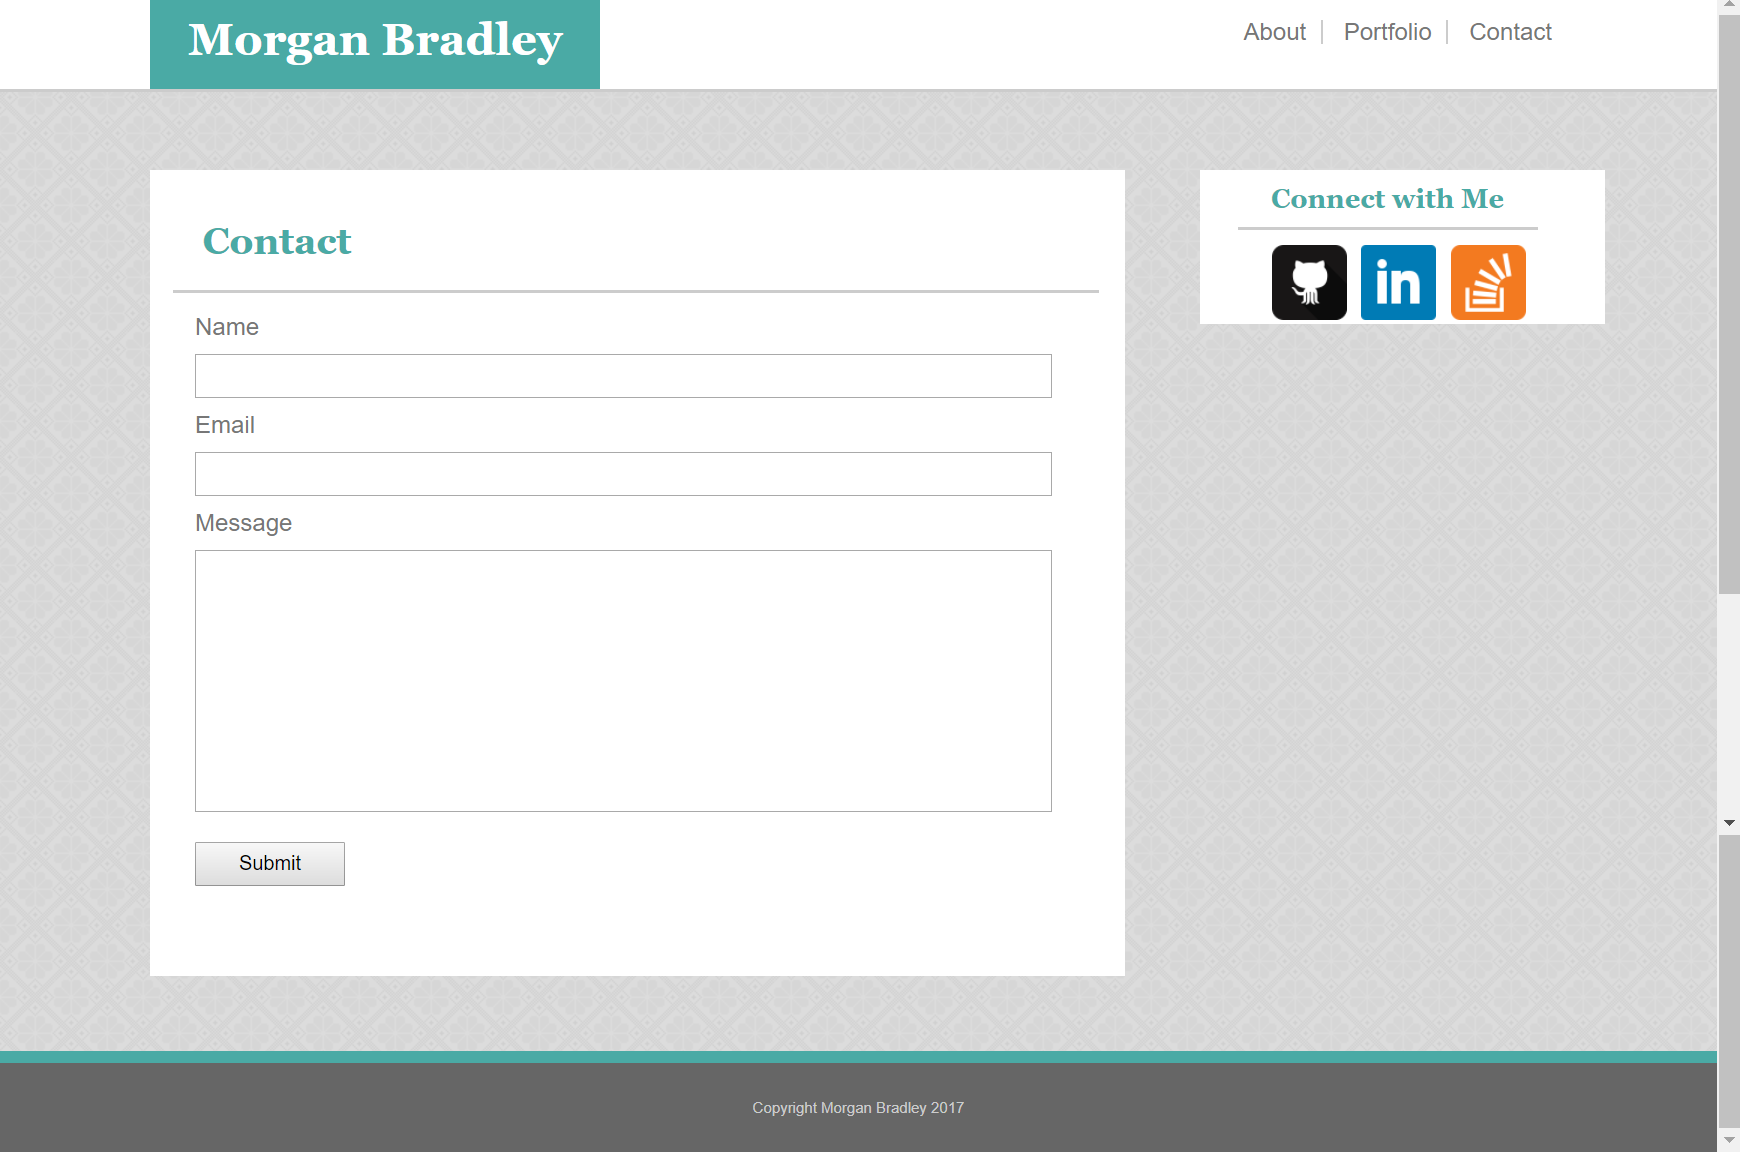 Morgan Bradley
About
Portfolio
Contact
Contact
Name
Email
Message
Submit
Connect with Me
in
Copyright Morgan Bradley 2017